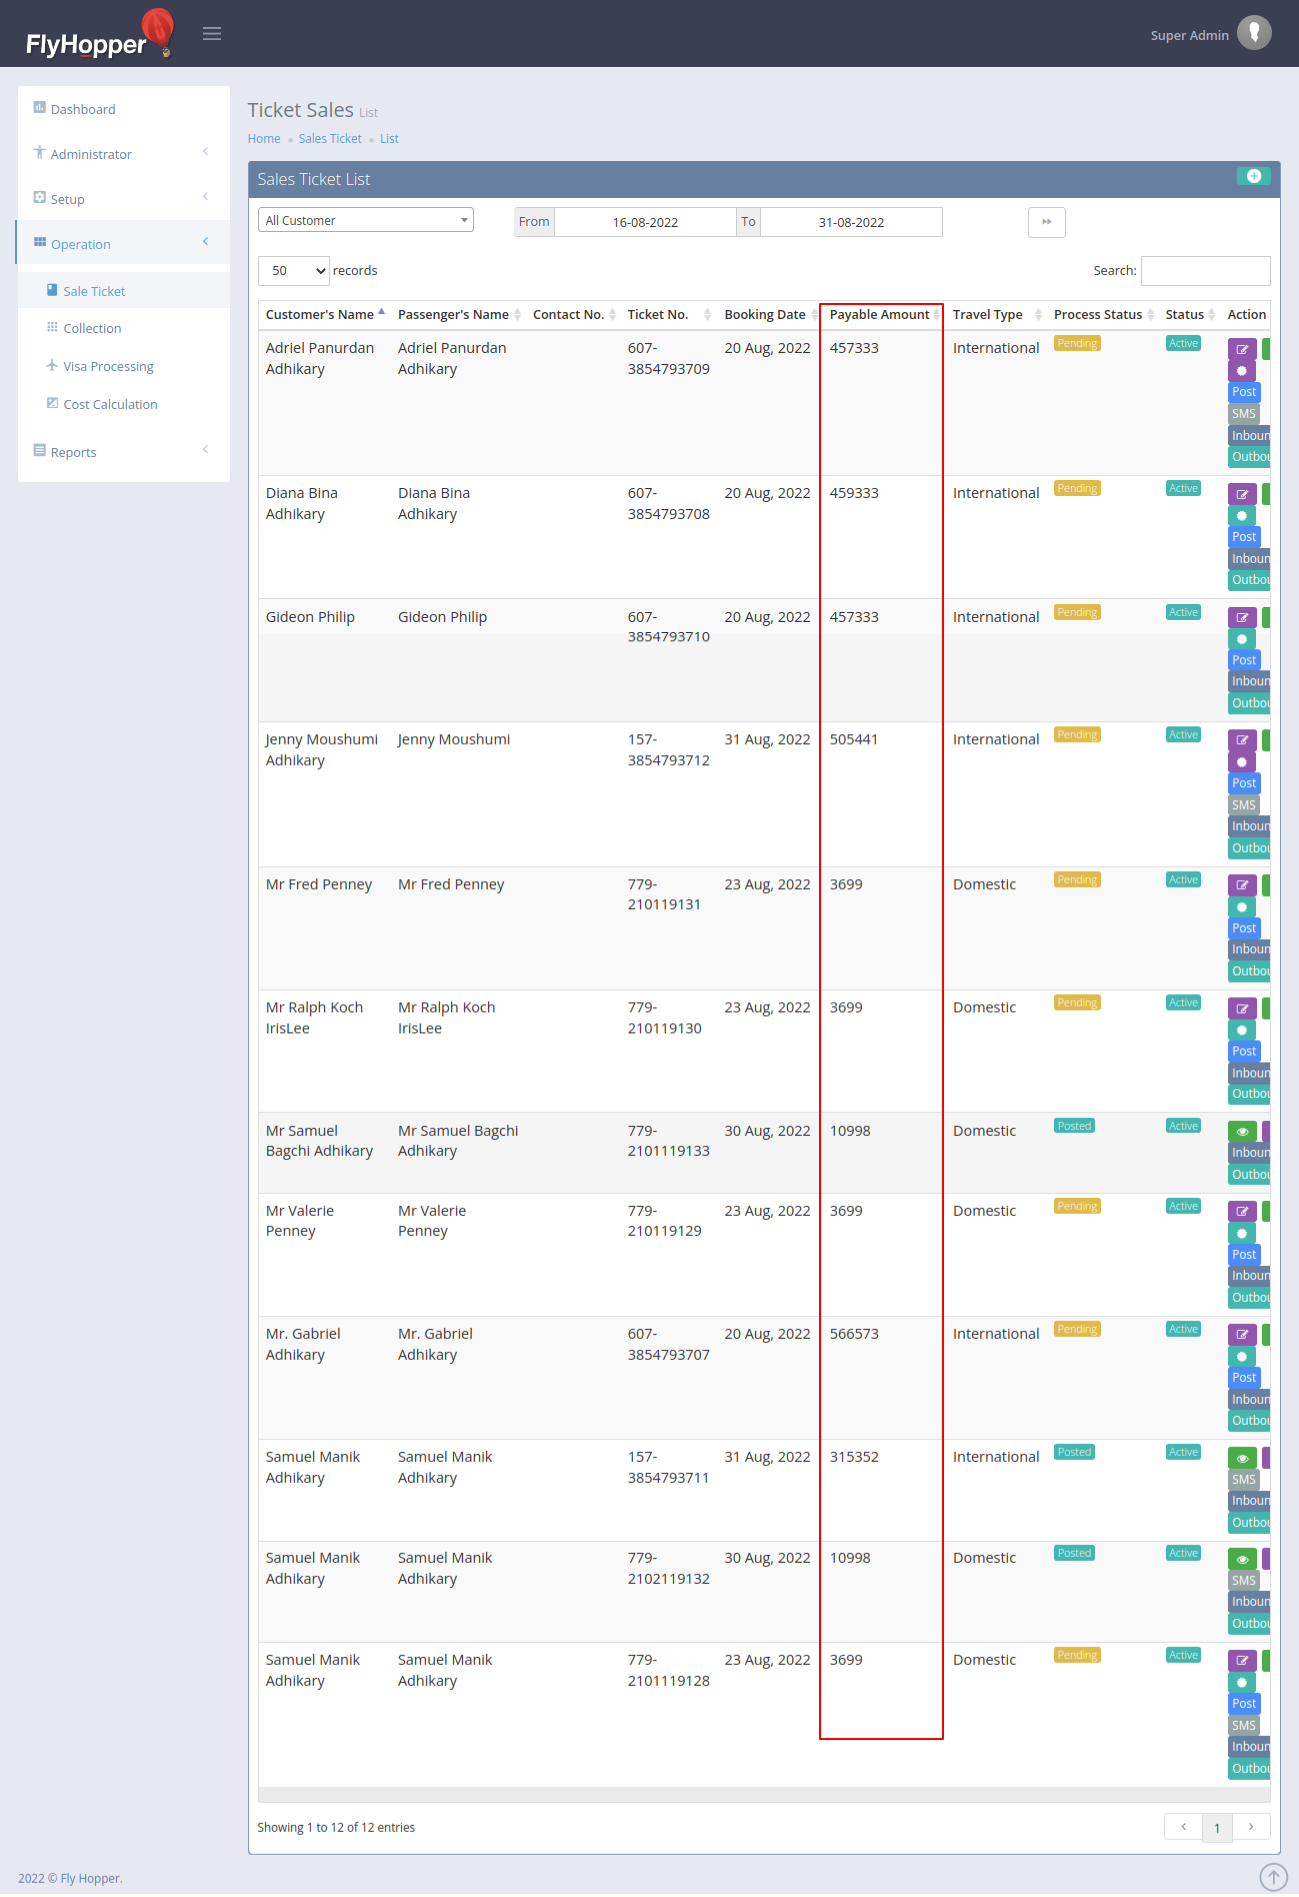 FlyHopper
Super Admin
Dashboard
Administrator
Setup
Operation
Sale Ticket
Collection
Visa Processing
Cost Calculation
Reports
Ticket Sales List
Home Sales Ticket List
Sales Ticket List
All Customer From 16-08-2022 To 31-08-2022
50 records Search:
Customer's Name Passenger's Name Contact No. Ticket No. Booking Date Payable Amount Travel Type Process Status Status Action
Adriel Panurdan Adriel Panurdan 607- 20 Aug, 2022 457333 International Pending Active
Adhikary Adhikary 3854793709
Post
SMS
Inboun
Outbou
Diana Bina Diana Bina 607- 20 Aug, 2022 459333 International Pending Active
Adhikary Adhikary 3854793708
Post
Inboun
Outbou
Gideon Philip Gideon Philip 607- 20 Aug, 2022 457333 International Pending Active
3854793710
Post
Inboun
Outbou
Jenny Moushumi Jenny Moushumi 157- 31 Aug, 2022 505441 International Pending Active
Adhikary 3854793712
Post
SMS
Inboun
Outbou
Mr Fred Penney Mr Fred Penney 779- 23 Aug, 2022 3699 Domestic Pending Active
210119131
Post
Inboun
Outbou
Mr Ralph Koch Mr Ralph Koch 779- 23 Aug, 2022 3699 Domestic Pending Active
IrisLee IrisLee 210119130
Post
Inboun
Outbou
Mr Samuel Mr Samuel Bagchi 779- 30 Aug, 2022 10998 Domestic Posted Active
Bagchi Adhikary Adhikary 2101119133 Inboun
Outbou
Mr Valerie Mr Valerie 779- 23 Aug, 2022 3699 Domestic Pending Active
Penney Penney 210119129
Post
Inboun
Outbou
Mr. Gabriel Mr. Gabriel 607- 20 Aug, 2022 566573 International Pending Active
Adhikary Adhikary 3854793707
Post
Inboun
Outbou
Samuel Manik Samuel Manik 157- 31 Aug, 2022 315352 International Posted Active
Adhikary Adhikary 3854793711 SMS
Inboun
Outbou
Samuel Manik Samuel Manik 779- 30 Aug, 2022 10998 Domestic Posted Active
Adhikary Adhikary 2102119132 SMS
Inboun
Outbou
Samuel Manik Samuel Manik 779- 23 Aug, 2022 3699 Domestic Pending Active
Adhikary Adhikary 2101119128
Post
SMS
Inboun
Outbou
Showing 1 to 12 of 12 entries 1
2022 © Fly Hopper.